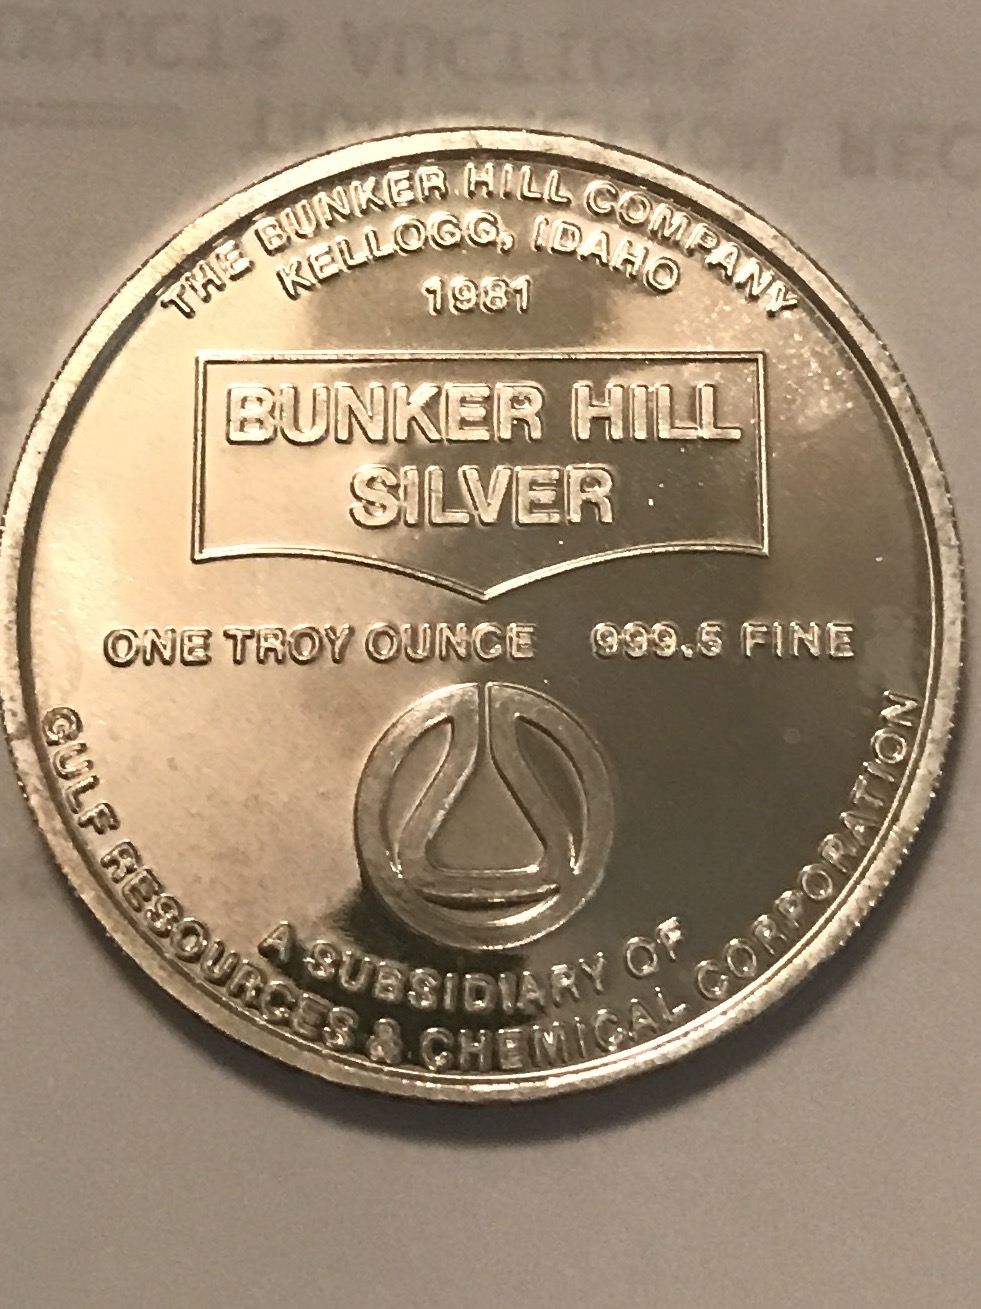 THE BUNKER HILL COMPANY
KELLOGG, IDAHO
1981
BUNKER HILL
SILVER
ONE TROY OUNCE 999.5 FINE
A SUBSIDIARY OF
GULF RESOURCES & CHEMICAL CORPORATION